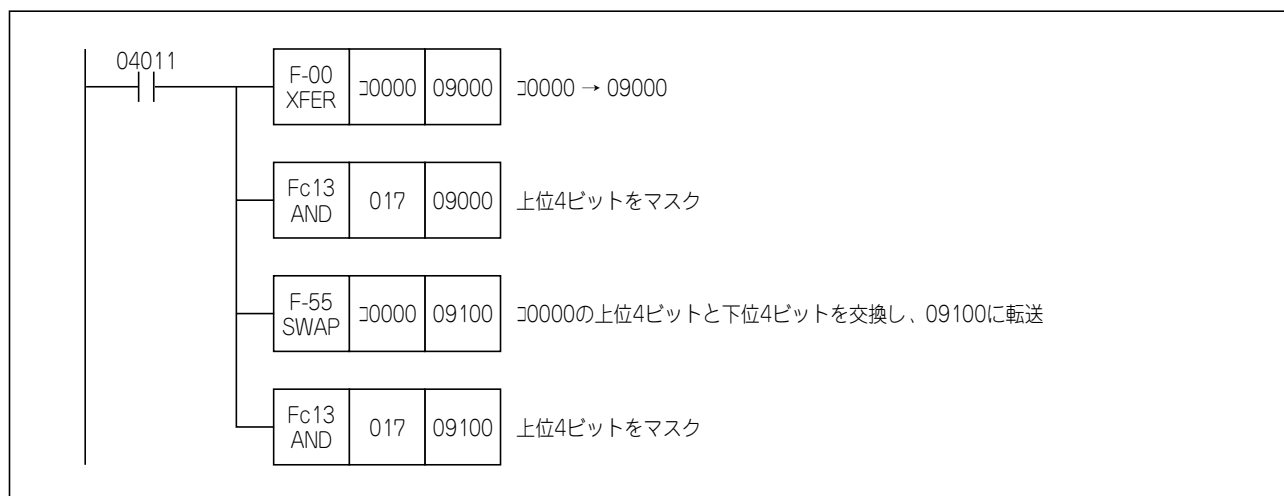 04011
F-00
XFER
コ0000
09000
コ0000 → 09000
Fc13
AND
017
09000
上位4ビットをマスク
F-55
SWAP
コ0000
09100
コ0000の上位4ビットと下位4ビットを交換し、09100に転送
Fc13
AND
017
09100
上位4ビットをマスク